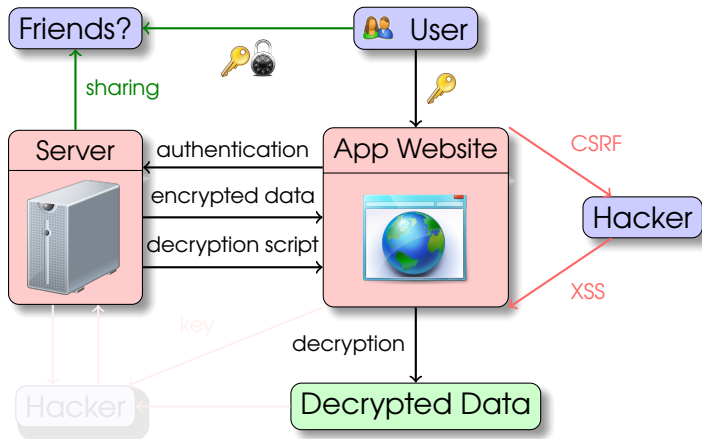 Friends?
User
sharing
Server
authentication
App Website
CSRF
encrypted data
Hacker
decryption script
XSS
key
decryption
Hacker
Decrypted Data